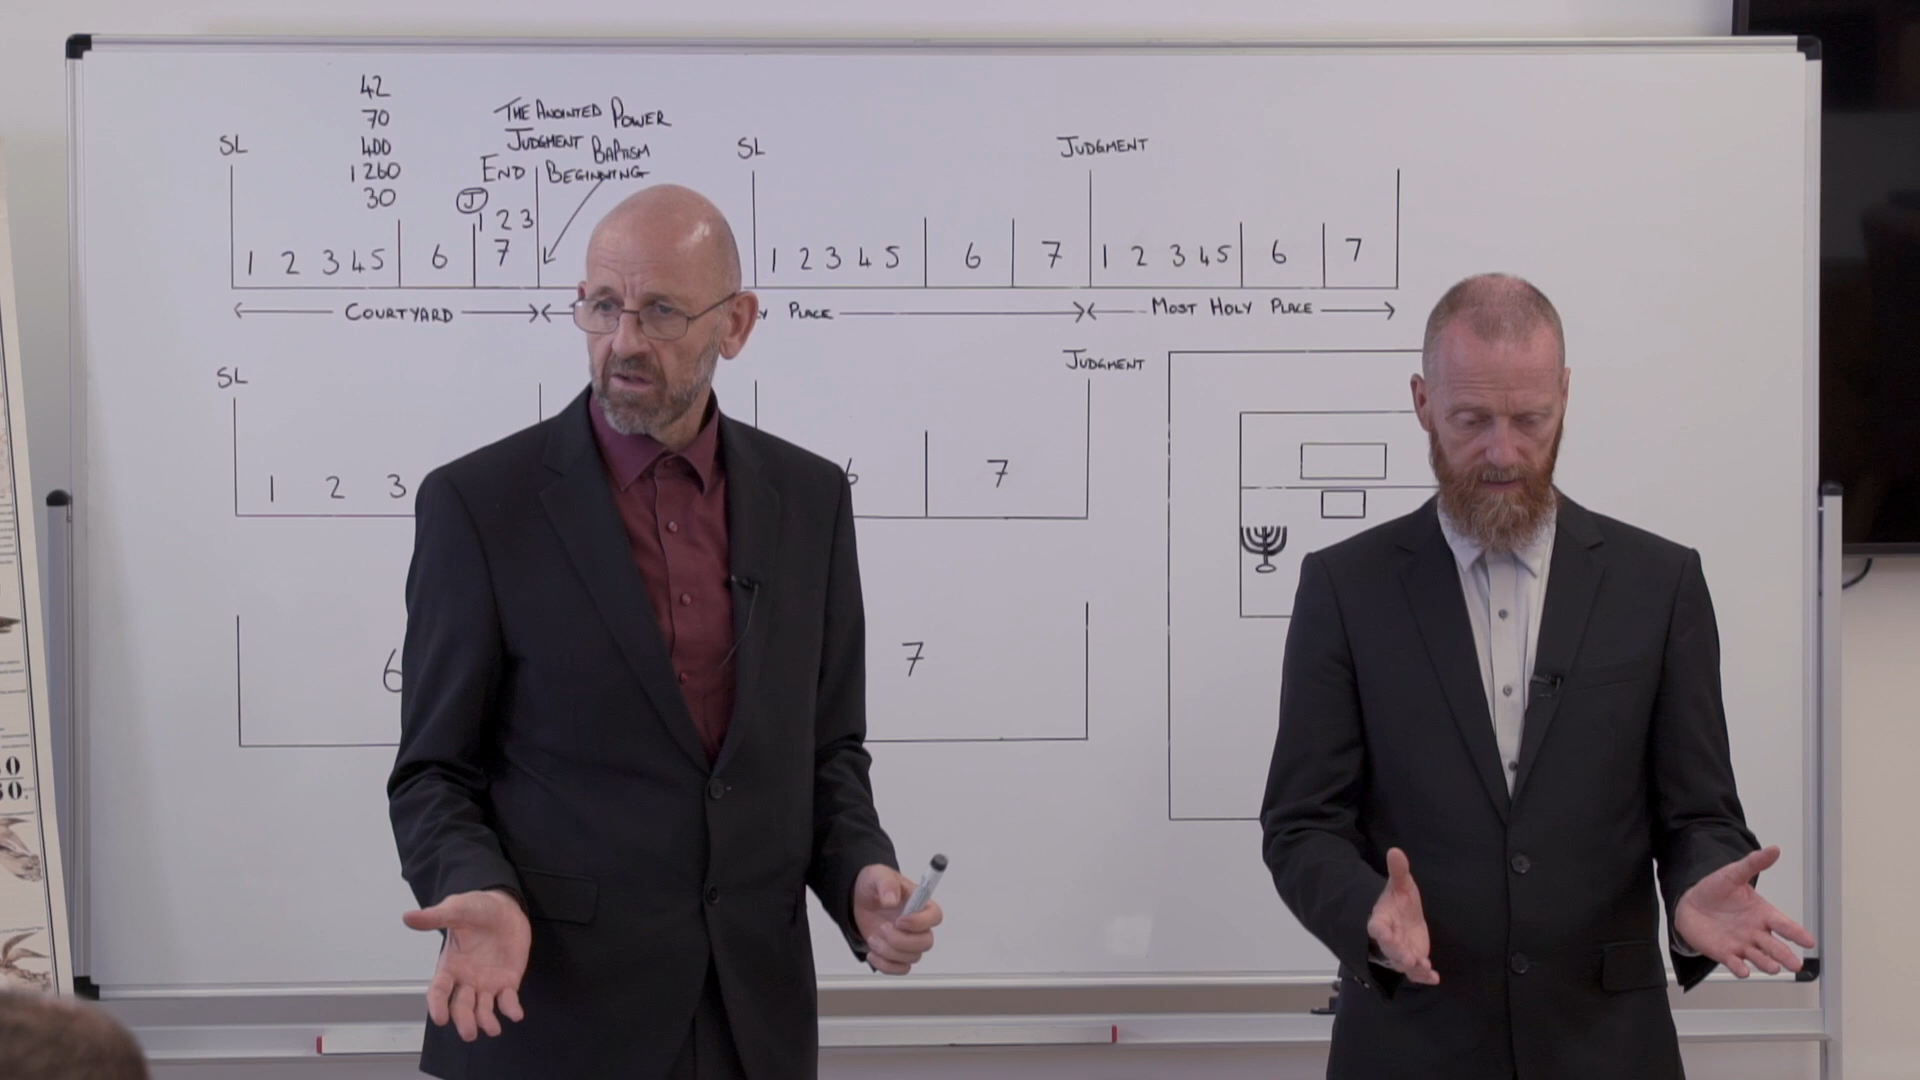 42
70
400
1260
30
THE ANOINTED POWER
JUDGMENT BAPTISM
END BEGINNING
SL
SL
JUDGMENT
J
1 2 3
1 2 3 4 5 6 7
1 2 3 4 5 6 7
1 2 3 4 5 6 7
COURTYARD
PLACE
MOST HOLY PLACE
SL
JUDGMENT
1 2 3
6
7
6
7